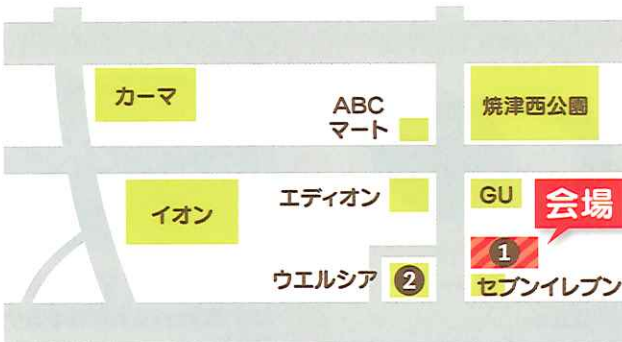 カーマ
ABC
マート
焼津西公園
イオン
エディオン
GU
会場
1
ウエルシア
2
セブンイレブン